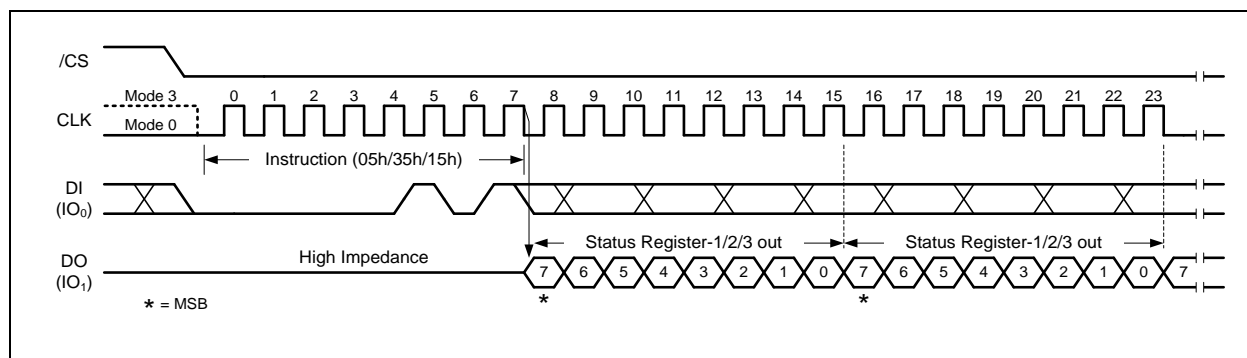 /CS
Mode 3 0 1 2 3 4 5 6 7 8 9 10 11 12 13 14 15 16 17 18 19 20 21 22 23
CLK
Mode 0
Instruction (05h/35h/15h)
DI
(IO₀)
Status Register-1/2/3 out Status Register-1/2/3 out
DO High Impedance
(IO₁) 7 6 5 4 3 2 1 0 7 6 5 4 3 2 1 0 7
* *
* = MSB